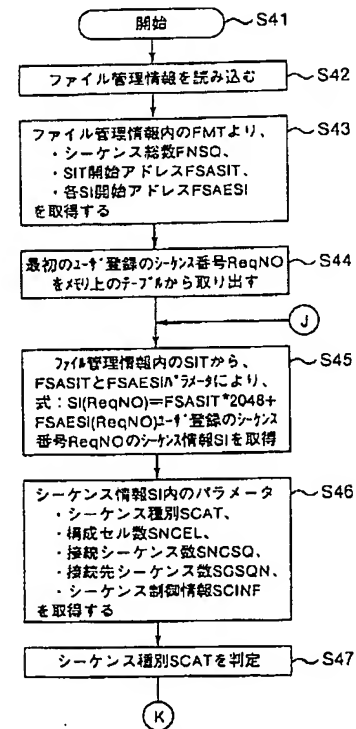 開始
S41
ファイル管理情報を読み込む
S42
ファイル管理情報内のFMTより、
・シーケンス総数FNSQ、
・SIT開始アドレスFSASIT、
・各SI開始アドレスFSAESI
を取得する
S43
最初のユーザ登録のシーケンス番号ReqNO
をメモリ上のテーブルから取り出す
S44
J
ファイル管理情報内のSITから、
FSASITとFSAESIパラメータにより、
式：SI(ReqNO)=FSASIT*2048+
FSAESI(ReqNO)ユーザ登録のシーケンス
番号ReqNOのシーケンス情報SIを取得
S45
シーケンス情報SI内のパラメータ
・シーケンス種別SCAT、
・構成セル数SNCEL、
・接続シーケンス数SNCSQ、
・接続先シーケンス数SGSQN、
・シーケンス制御情報SCINF
を取得する
S46
シーケンス種別SCATを判定
S47
K